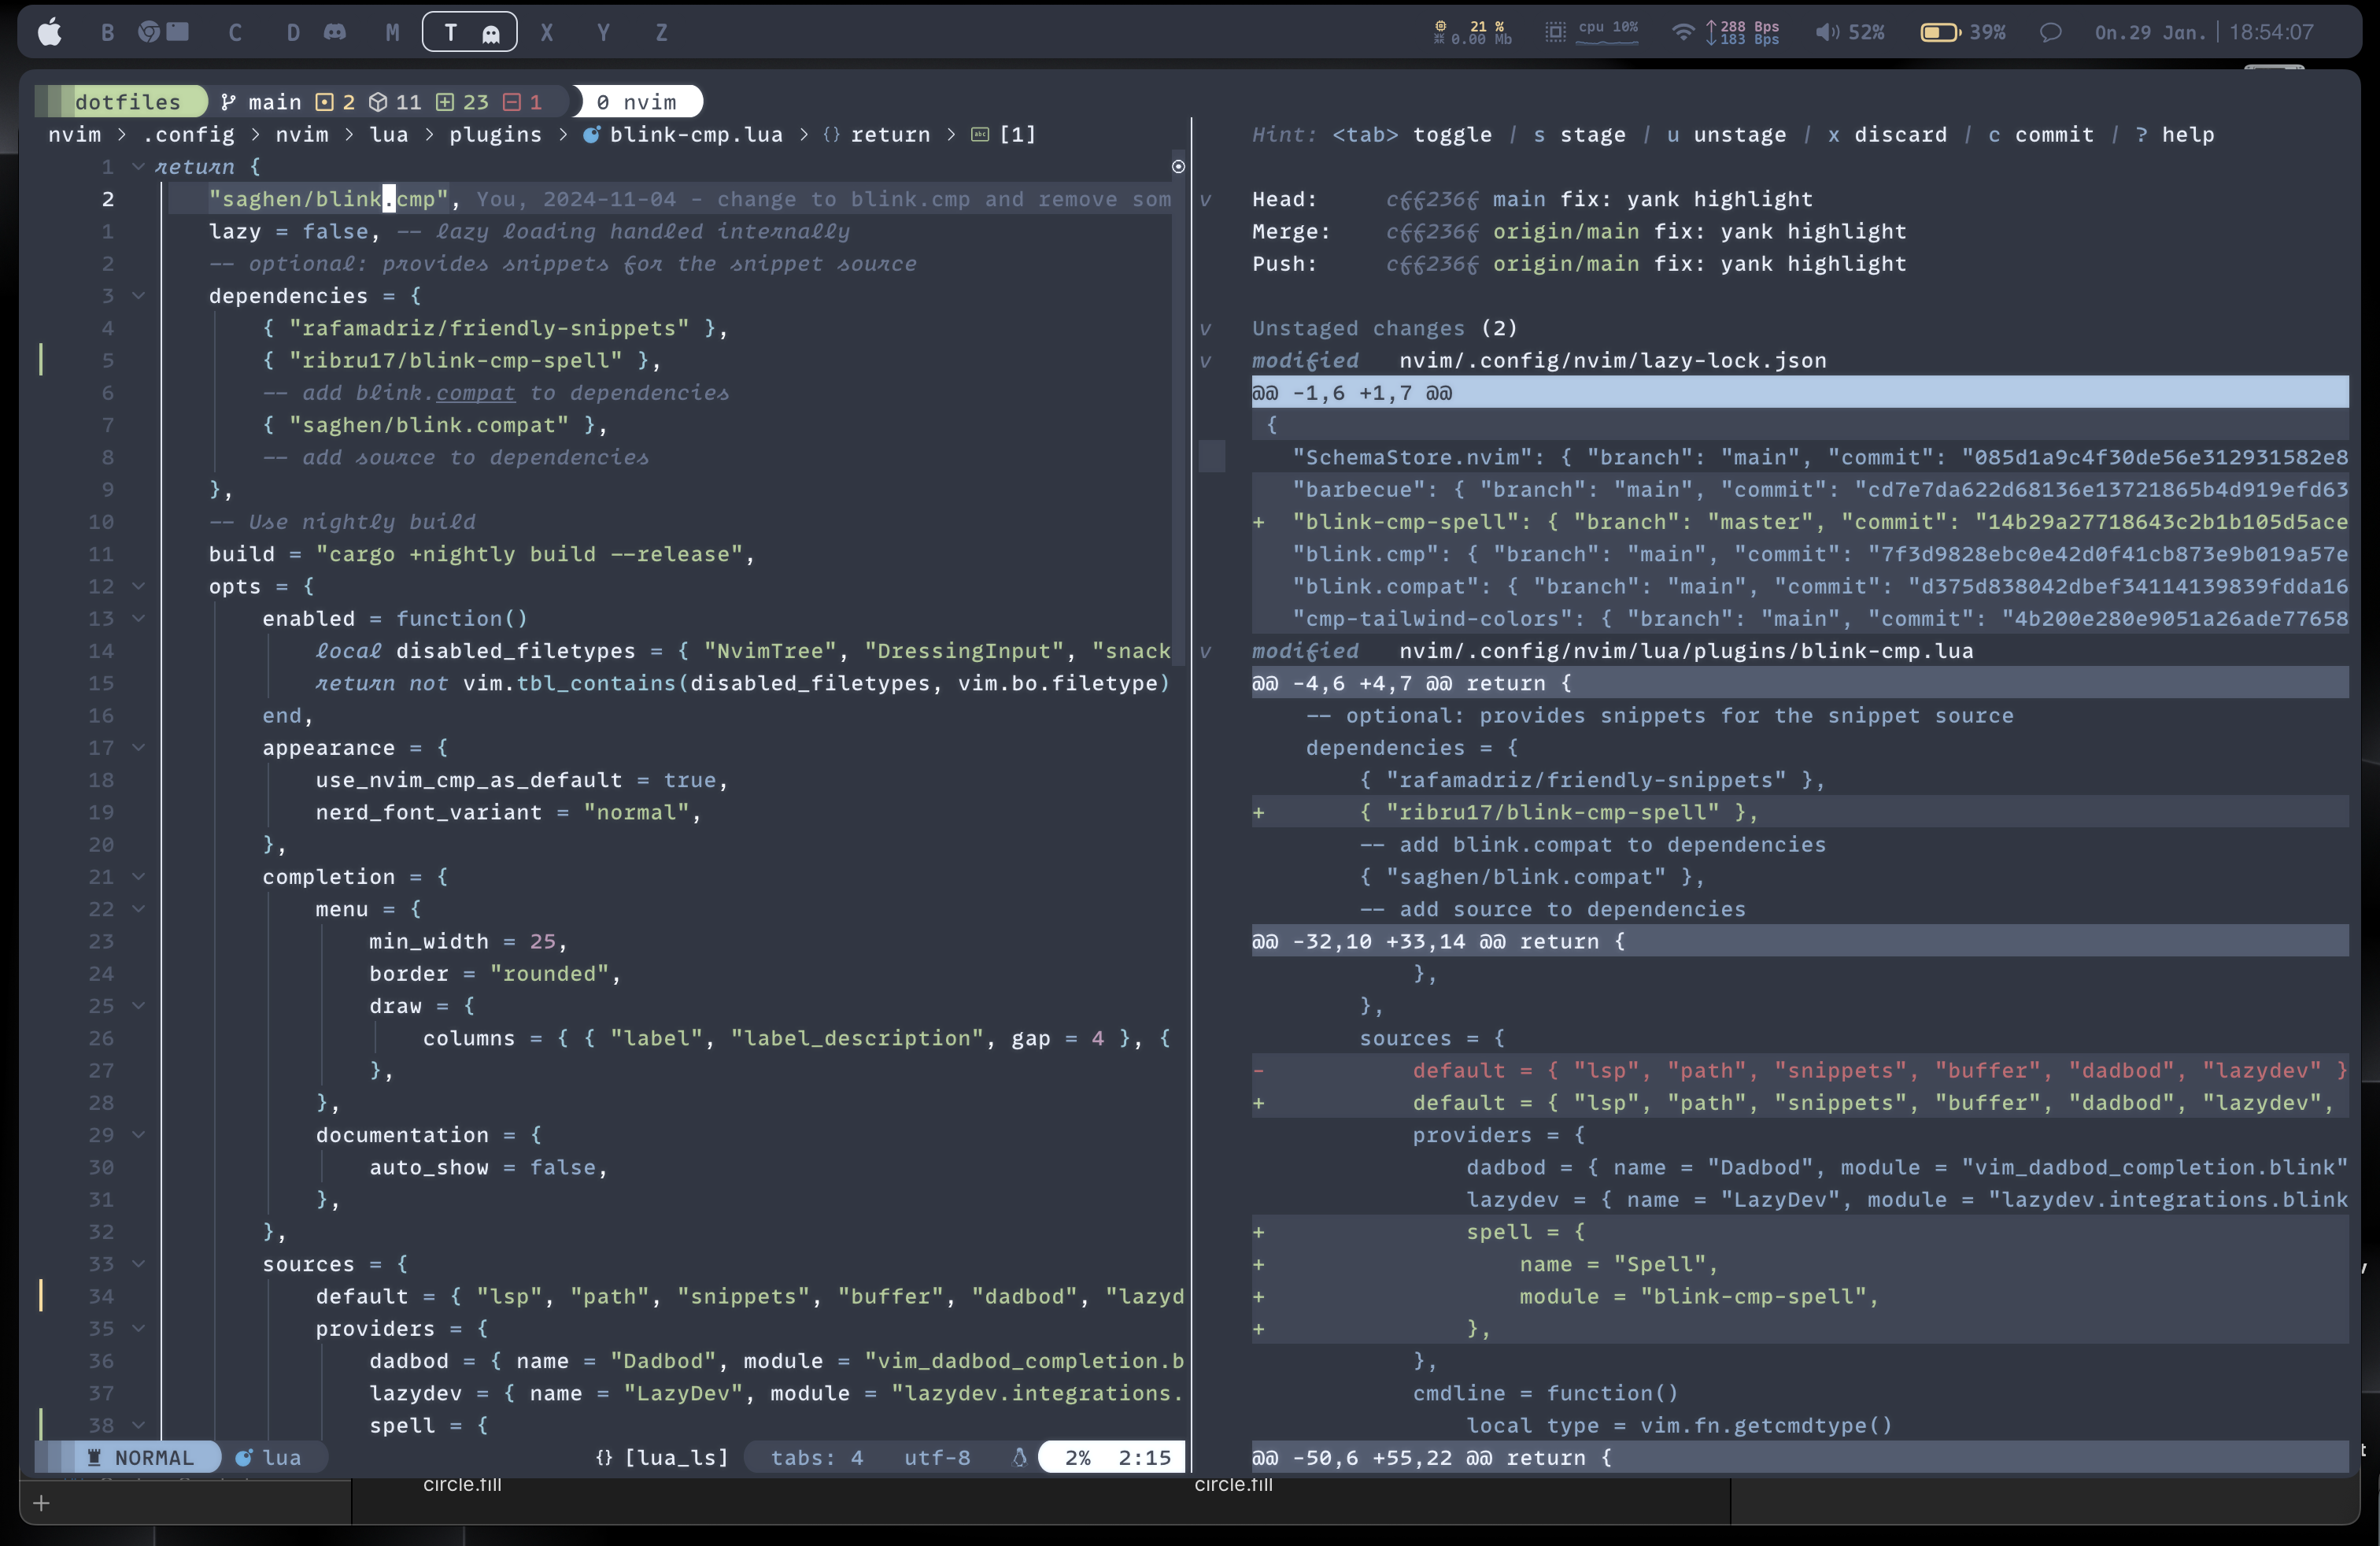 B C D M T X Y Z 21 % 0.00 Mb cpu 10% 288 Bps 183 Bps 52% 39% On.29 Jan. | 18:54:07
dotfiles main 2 11 23 1 0 nvim
nvim > .config > nvim > lua > plugins > blink-cmp.lua > {} return > [1]
1 return {
2 "saghen/blink.cmp", You, 2024-11-04 - change to blink.cmp and remove som
1 lazy = false, -- lazy loading handled internally
2 -- optional: provides snippets for the snippet source
3 dependencies = {
4 { "rafamadriz/friendly-snippets" },
5 { "ribru17/blink-cmp-spell" },
6 -- add blink.compat to dependencies
7 { "saghen/blink.compat" },
8 -- add source to dependencies
9 },
10 -- Use nightly build
11 build = "cargo +nightly build --release",
12 opts = {
13 enabled = function()
14 local disabled_filetypes = { "NvimTree", "DressingInput", "snack
15 return not vim.tbl_contains(disabled_filetypes, vim.bo.filetype)
16 end,
17 appearance = {
18 use_nvim_cmp_as_default = true,
19 nerd_font_variant = "normal",
20 },
21 completion = {
22 menu = {
23 min_width = 25,
24 border = "rounded",
25 draw = {
26 columns = { { "label", "label_description", gap = 4 }, {
27 },
28 },
29 documentation = {
30 auto_show = false,
31 },
32 },
33 sources = {
34 default = { "lsp", "path", "snippets", "buffer", "dadbod", "lazyd
35 providers = {
36 dadbod = { name = "Dadbod", module = "vim_dadbod_completion.b
37 lazydev = { name = "LazyDev", module = "lazydev.integrations.
38 spell = {
NORMAL lua {} [lua_ls] tabs: 4 utf-8 2% 2:15
Hint: <tab> toggle / s stage / u unstage / x discard / c commit / ? help
v Head: cff236f main fix: yank highlight
Merge: cff236f origin/main fix: yank highlight
Push: cff236f origin/main fix: yank highlight
v Unstaged changes (2)
v modified nvim/.config/nvim/lazy-lock.json
@@ -1,6 +1,7 @@
{
"SchemaStore.nvim": { "branch": "main", "commit": "085d1a9c4f30de56e312931582e8
"barbecue": { "branch": "main", "commit": "cd7e7da622d68136e13721865b4d919efd63
+ "blink-cmp-spell": { "branch": "master", "commit": "14b29a27718643c2b1b105d5ace
"blink.cmp": { "branch": "main", "commit": "7f3d9828ebc0e42d0f41cb873e9b019a57e
"blink.compat": { "branch": "main", "commit": "d375d838042dbef34114139839fdda16
"cmp-tailwind-colors": { "branch": "main", "commit": "4b200e280e9051a26ade77658
v modified nvim/.config/nvim/lua/plugins/blink-cmp.lua
@@ -4,6 +4,7 @@ return {
-- optional: provides snippets for the snippet source
dependencies = {
{ "rafamadriz/friendly-snippets" },
+ { "ribru17/blink-cmp-spell" },
-- add blink.compat to dependencies
{ "saghen/blink.compat" },
-- add source to dependencies
@@ -32,10 +33,14 @@ return {
},
},
sources = {
- default = { "lsp", "path", "snippets", "buffer", "dadbod", "lazydev" }
+ default = { "lsp", "path", "snippets", "buffer", "dadbod", "lazydev",
providers = {
dadbod = { name = "Dadbod", module = "vim_dadbod_completion.blink"
lazydev = { name = "LazyDev", module = "lazydev.integrations.blink
+ spell = {
+ name = "Spell",
+ module = "blink-cmp-spell",
+ },
},
cmdline = function()
local type = vim.fn.getcmdtype()
@@ -50,6 +55,22 @@ return {
circle.fill circle.fill
+